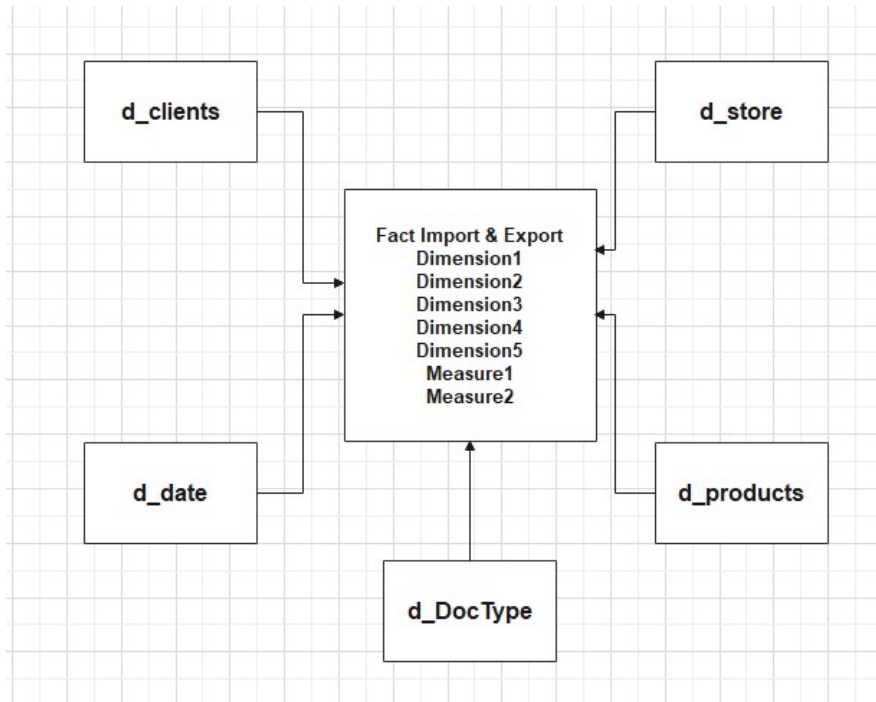 d_clients
d_store
Fact Import & Export
Dimension1
Dimension2
Dimension3
Dimension4
Dimension5
Measure1
Measure2
d_date
d_products
d_DocType